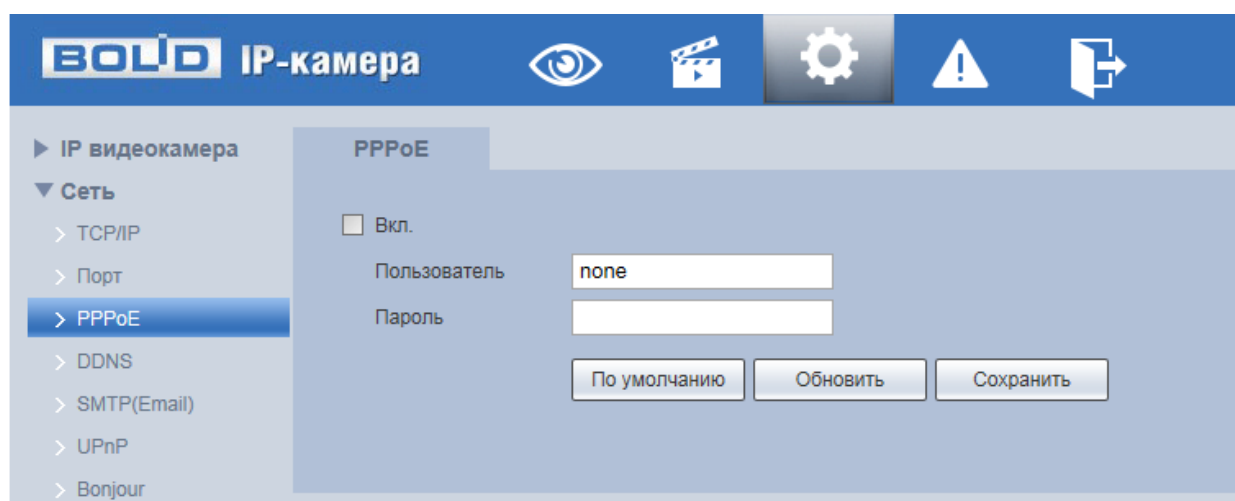 BOLID IP-камера
IP видеокамера
Сеть
TCP/IP
Порт
PPPoE
DDNS
SMTP(Email)
UPnP
Bonjour
PPPoE
Вкл.
Пользователь none
Пароль
По умолчанию Обновить Сохранить